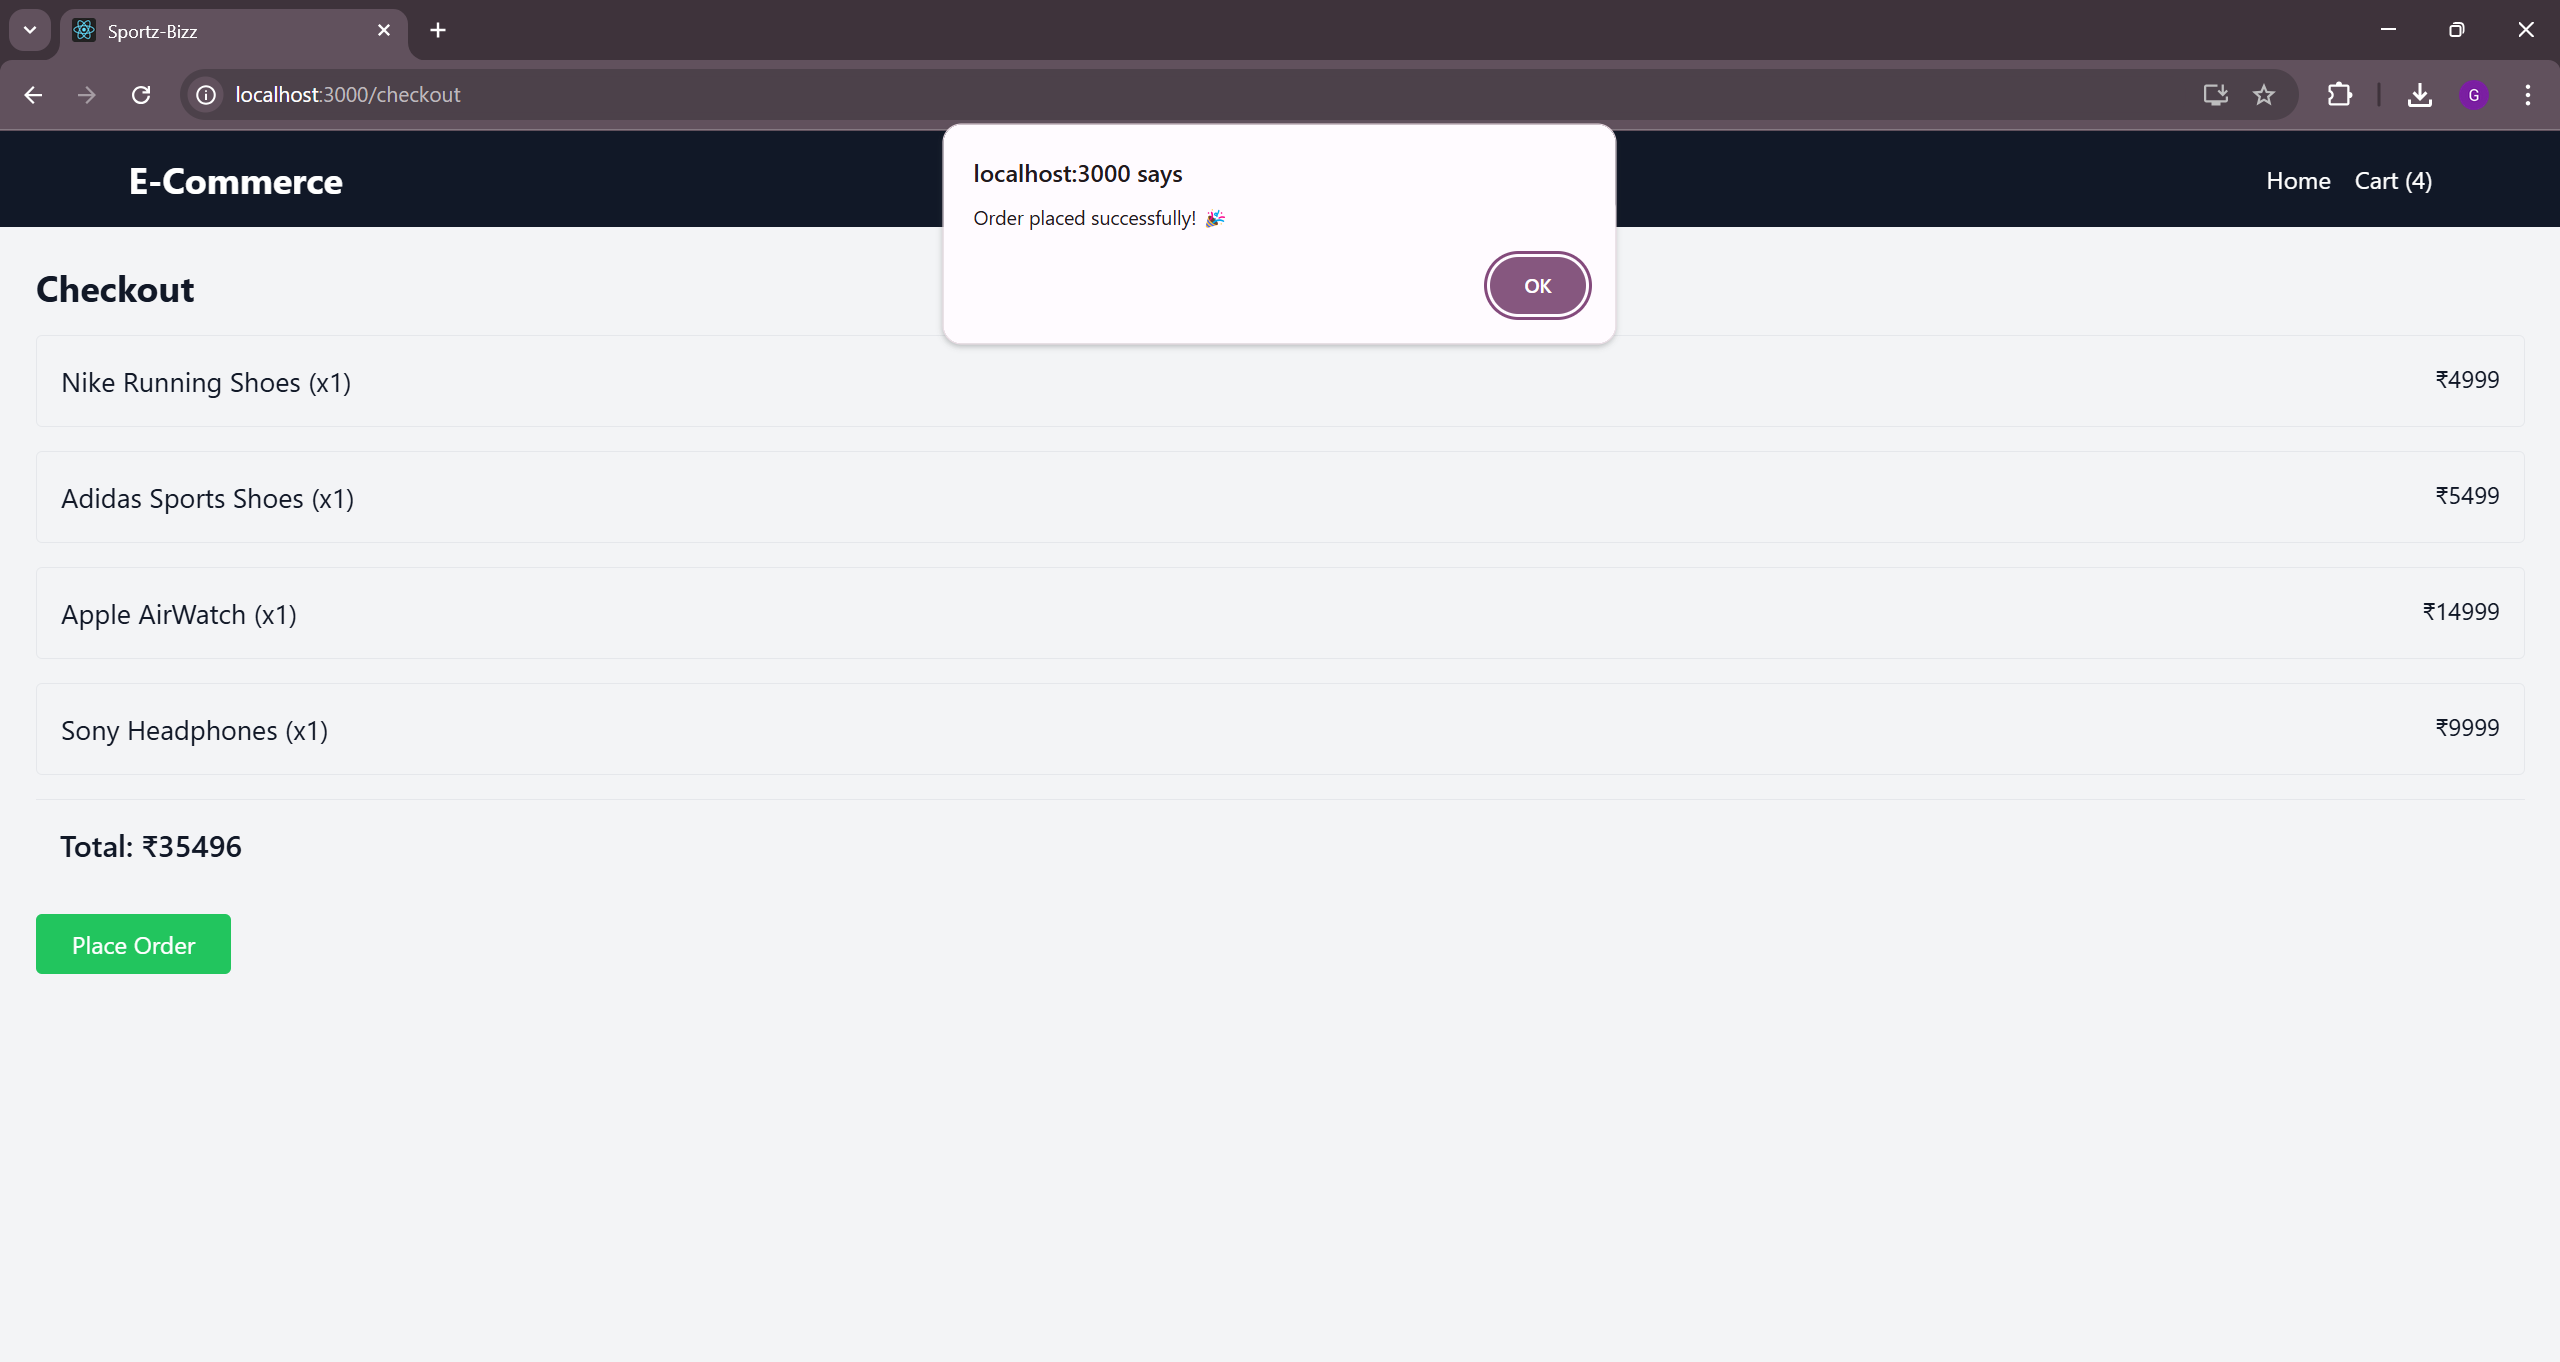 Sportz-Bizz
localhost:3000/checkout
G
E-Commerce
Home
Cart (4)
localhost:3000 says
Order placed successfully! 🎉
OK
Checkout
Nike Running Shoes (x1)
₹4999
Adidas Sports Shoes (x1)
₹5499
Apple AirWatch (x1)
₹14999
Sony Headphones (x1)
₹9999
Total: ₹35496
Place Order